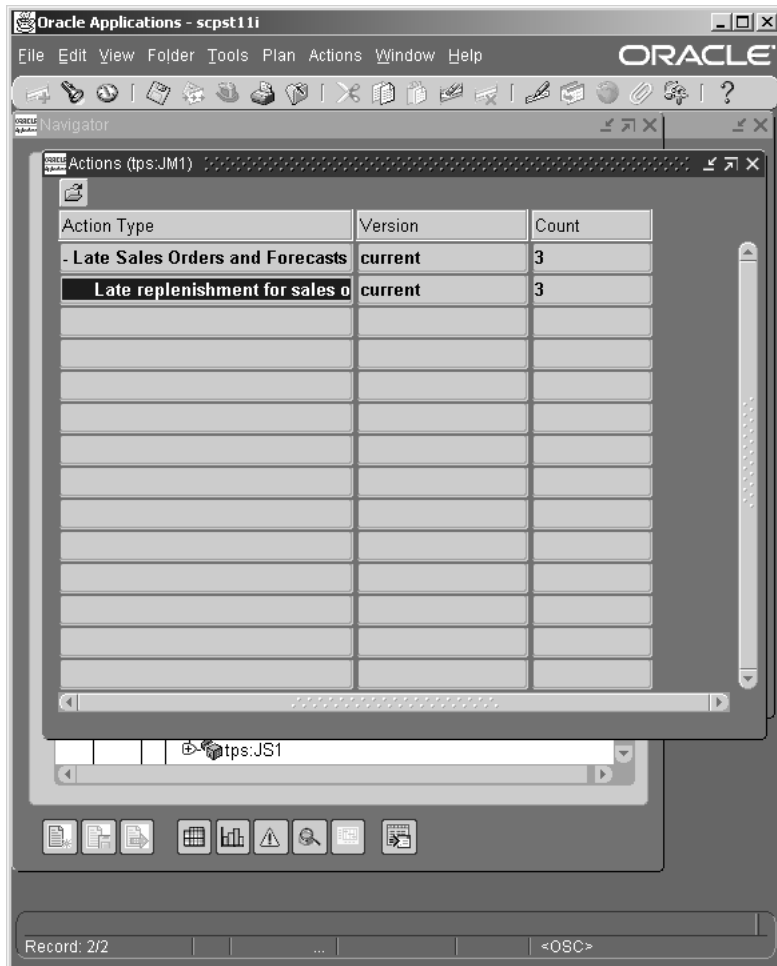 Oracle Applications - scpst11i
File Edit View Folder Tools Plan Actions Window Help ORACLE
Navigator
Actions (tps:JM1)
Action Type Version Count
- Late Sales Orders and Forecasts current 3
Late replenishment for sales o current 3
tps:JS1
Record: 2/2 ... <OSC>